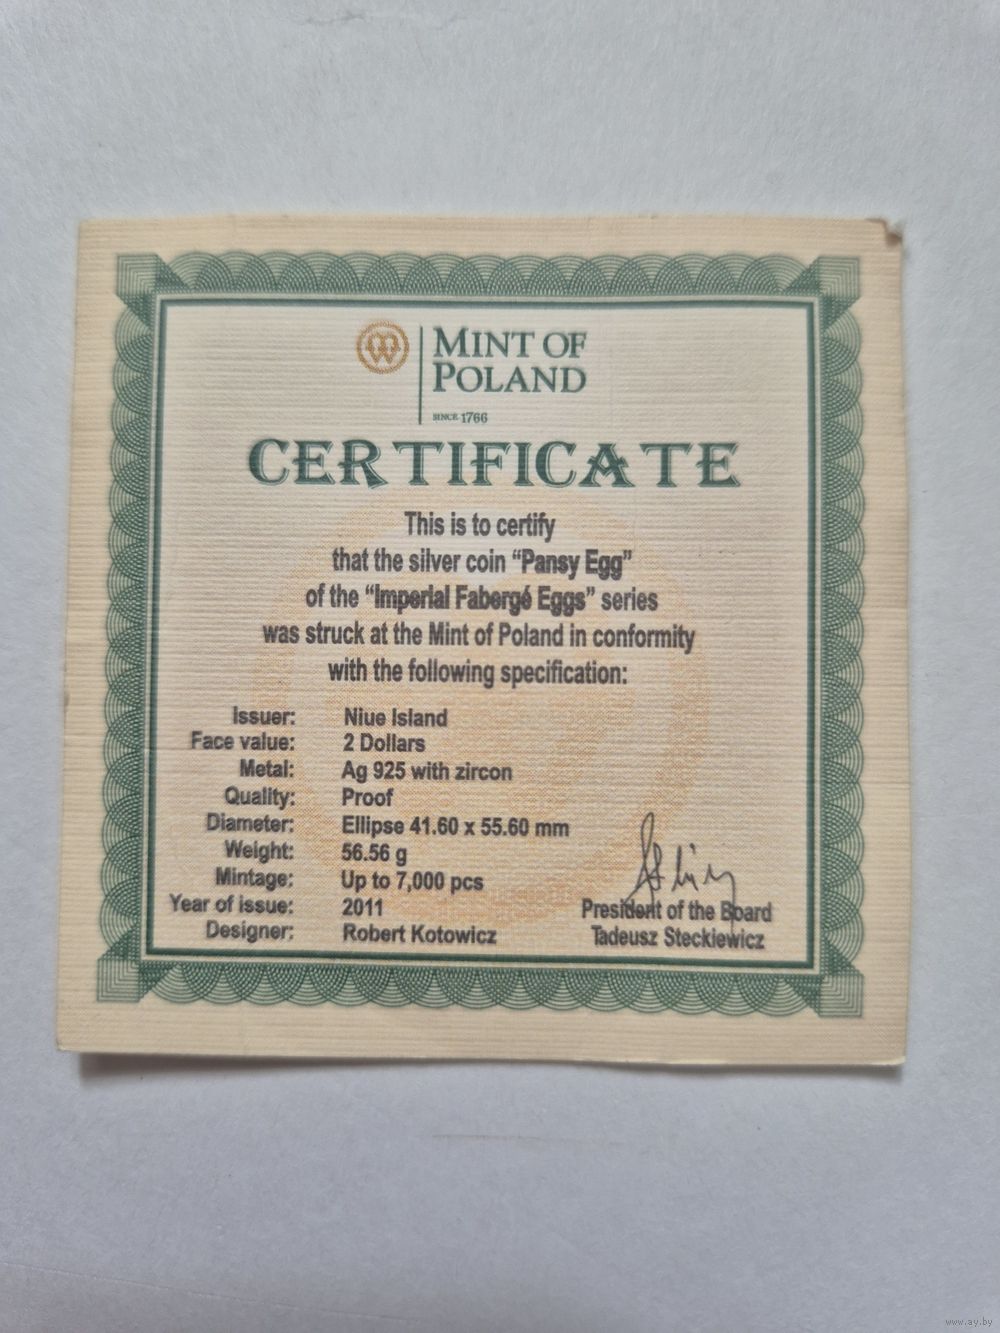 MINT OF
POLAND
SINCE 1766
CERTIFICATE
This is to certify
that the silver coin “Pansy Egg”
of the “Imperial Fabergé Eggs” series
was struck at the Mint of Poland in conformity
with the following specification:
Issuer: Niue Island
Face value: 2 Dollars
Metal: Ag 925 with zircon
Quality: Proof
Diameter: Ellipse 41.60 x 55.60 mm
Weight: 56.56 g
Mintage: Up to 7,000 pcs
Year of issue: 2011
Designer: Robert Kotowicz
President of the Board
Tadeusz Steckiewicz
www.ay.by